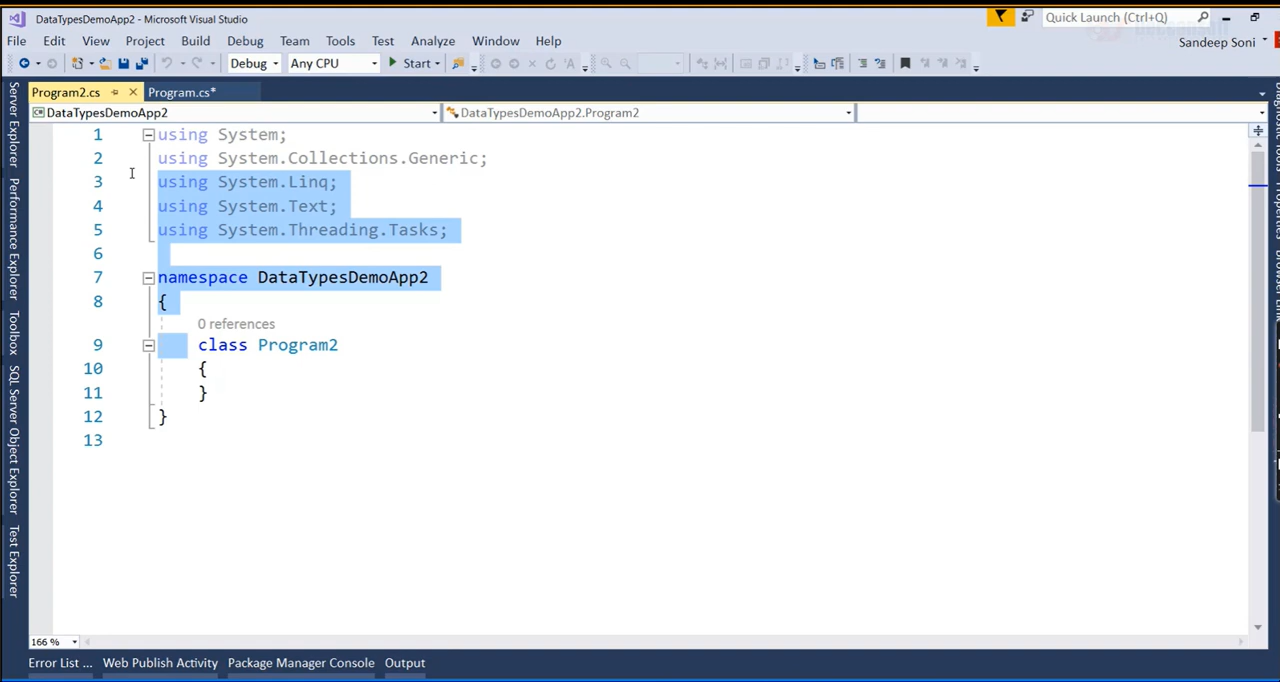 DataTypesDemoApp2 - Microsoft Visual Studio
Quick Launch (Ctrl+Q)
File Edit View Project Build Debug Team Tools Test Analyze Window Help
Sandeep Soni
Debug Any CPU Start
Program2.cs Program.cs*
DataTypesDemoApp2 DataTypesDemoApp2.Program2
1 using System;
2 using System.Collections.Generic;
3 using System.Linq;
4 using System.Text;
5 using System.Threading.Tasks;
6
7 namespace DataTypesDemoApp2
8 {
0 references
9 class Program2
10 {
11 }
12 }
13
Server Explorer
Performance Explorer
Toolbox
SQL Server Object Explorer
Test Explorer
166 %
Error List ... Web Publish Activity Package Manager Console Output